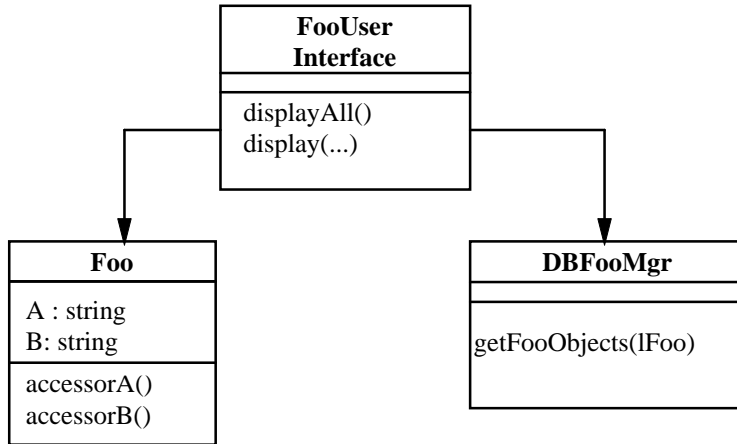 FooUser
Interface
displayAll()
display(...)
Foo
A : string
B: string
accessorA()
accessorB()
DBFooMgr
getFooObjects(lFoo)